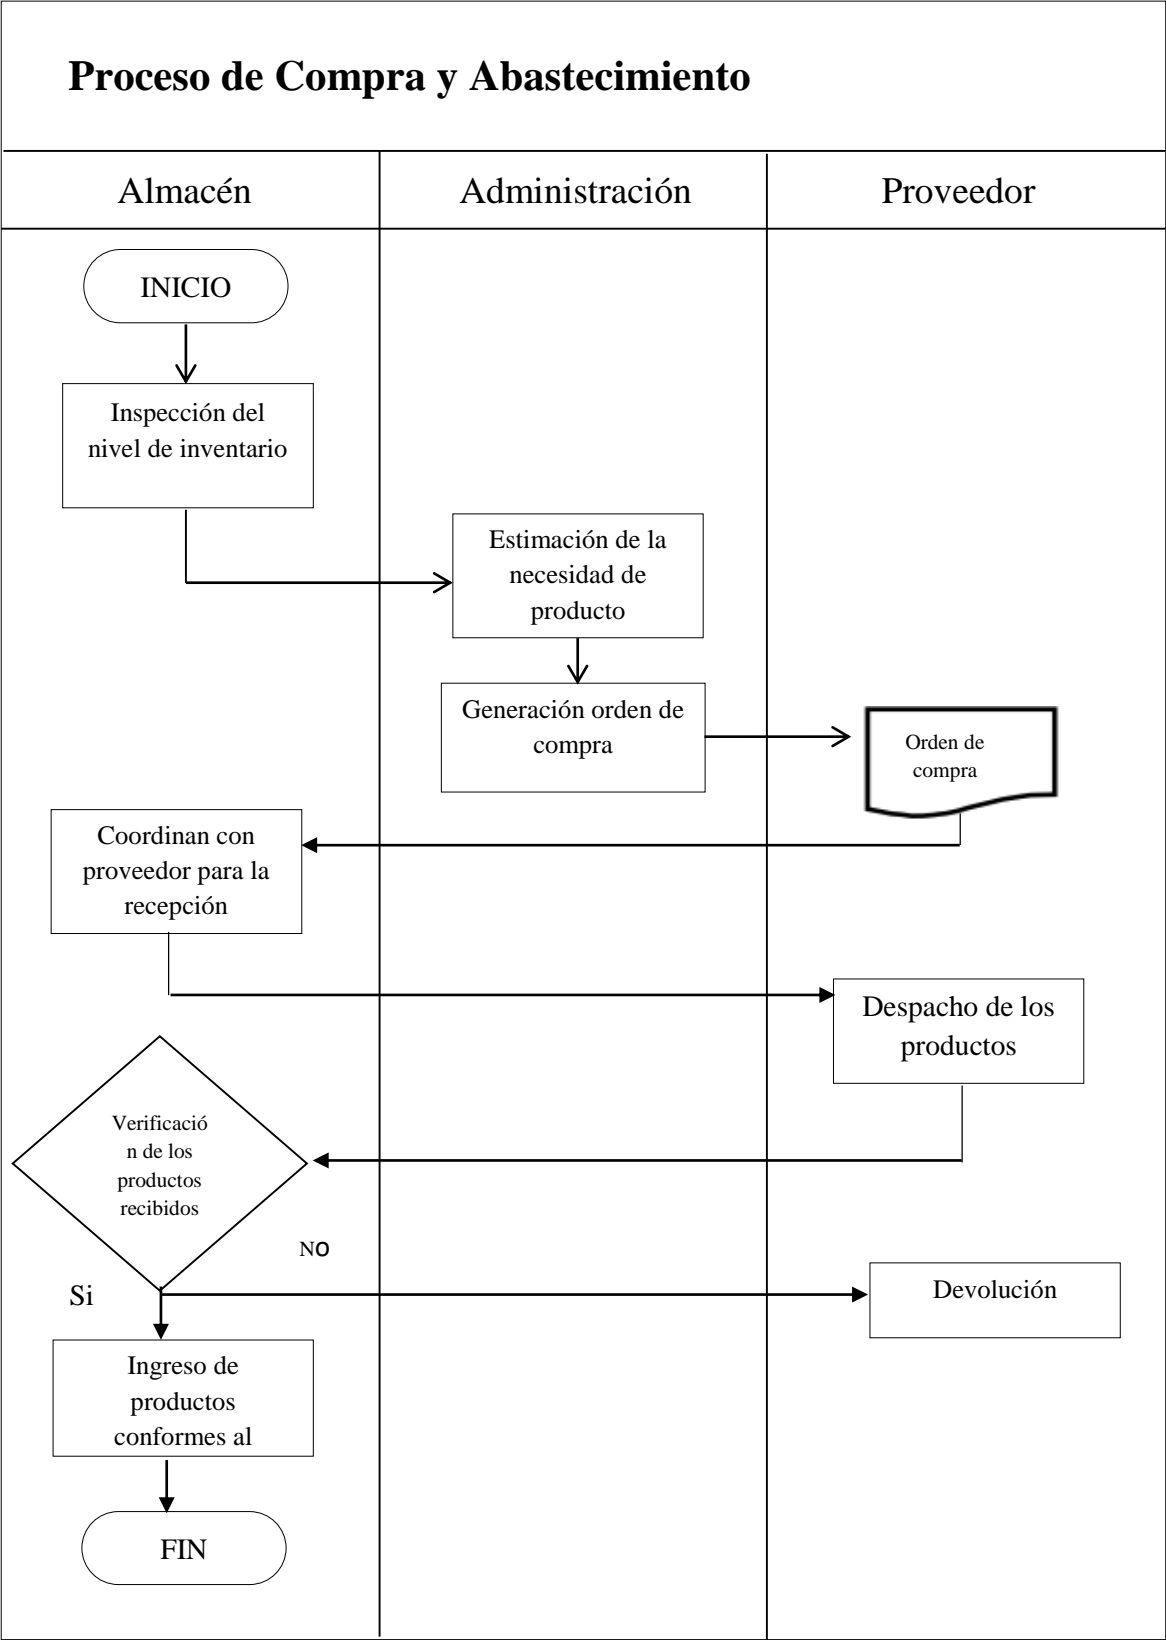 Proceso de Compra y Abastecimiento
Almacén
Administración
Proveedor
INICIO
Inspección del
nivel de inventario
Estimación de la
necesidad de
producto
Generación orden de
compra
Orden de
compra
Coordinan con
proveedor para la
recepción
Despacho de los
productos
Verificació
n de los
productos
recibidos
NO
Si
Devolución
Ingreso de
productos
conformes al
FIN